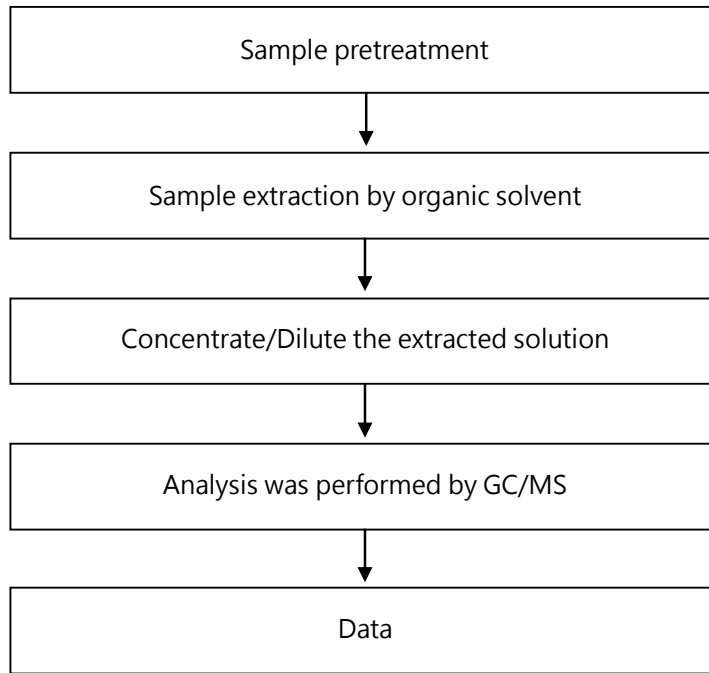 Sample pretreatment
Sample extraction by organic solvent
Concentrate/Dilute the extracted solution
Analysis was performed by GC/MS
Data